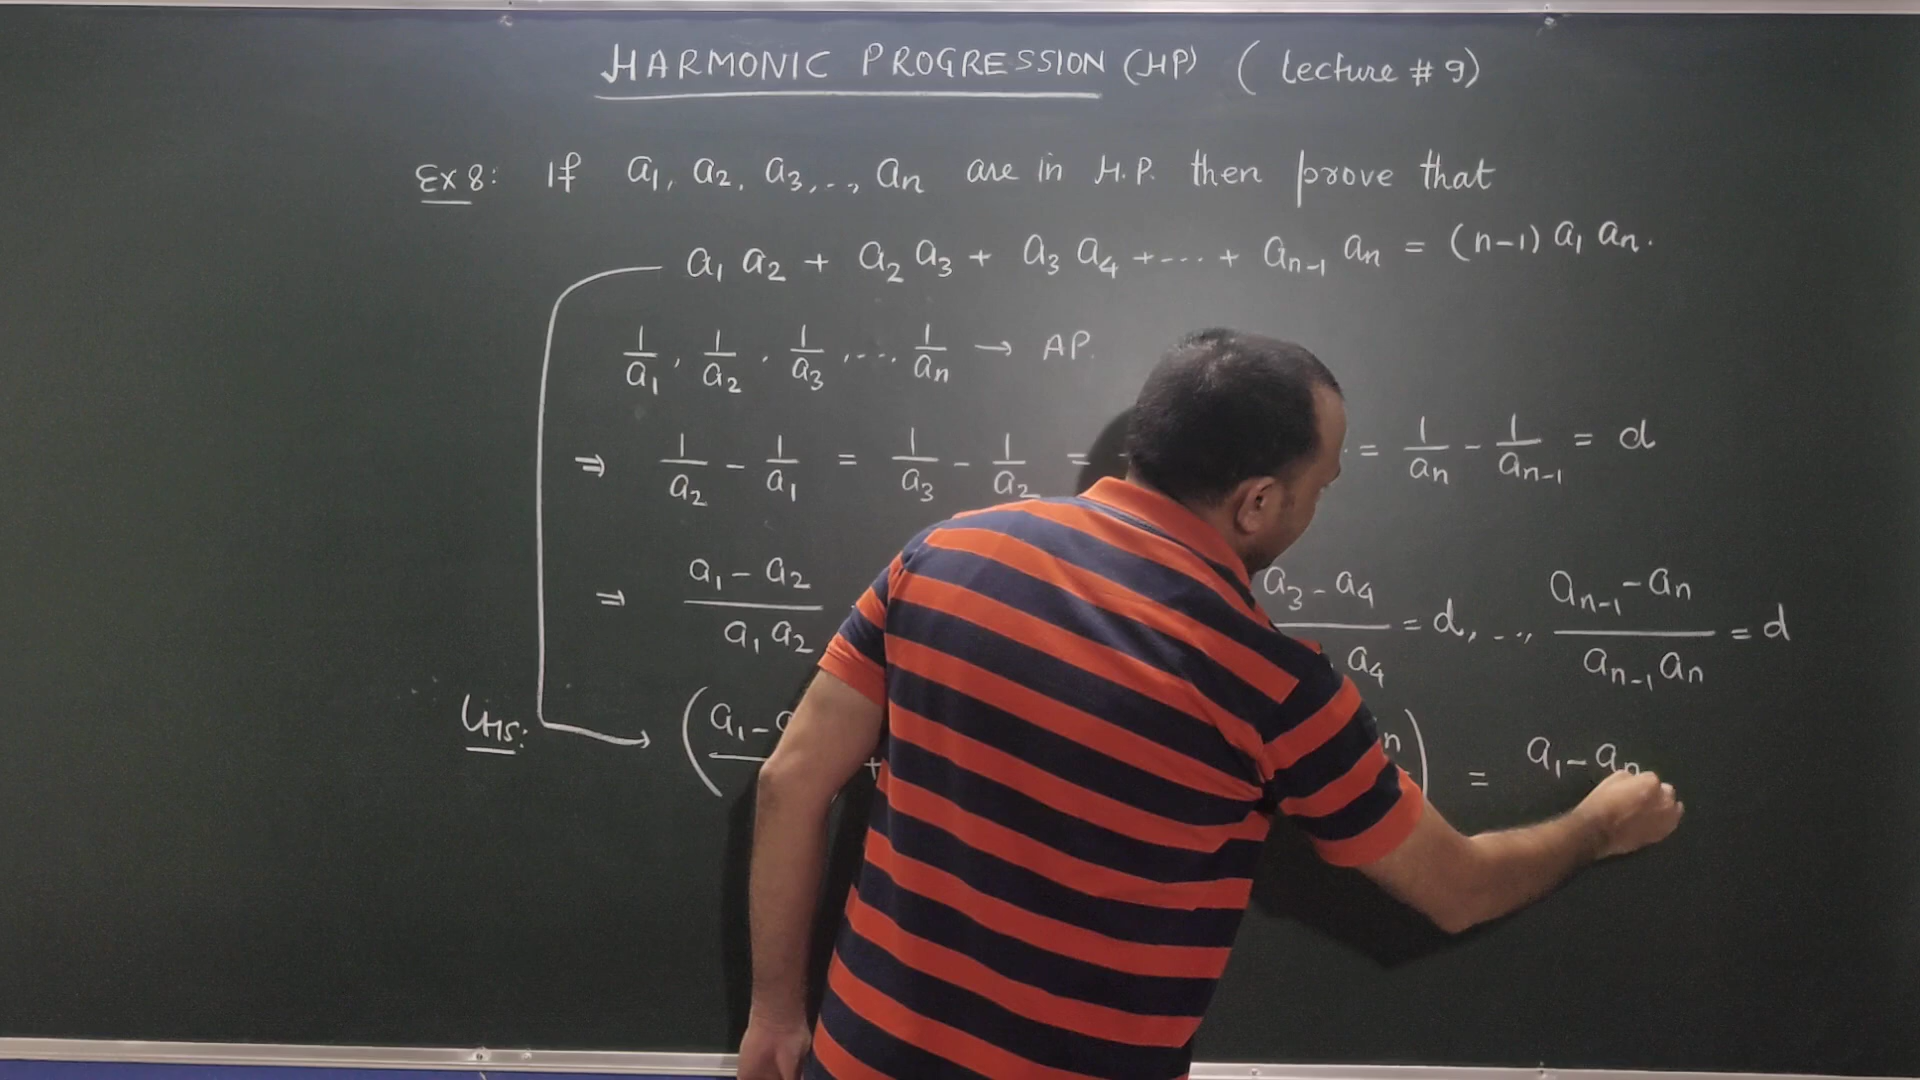 HARMONIC PROGRESSION (HP) ( Lecture # 9)
Ex 8: If a₁, a₂, a₃,.., aₙ are in H.P. then prove that
a₁ a₂ + a₂ a₃ + a₃ a₄ +....+ aₙ₋₁ aₙ = (n-1) a₁ aₙ.
1/a₁, 1/a₂, 1/a₃,.... 1/aₙ → AP.
⇒ 1/a₂ - 1/a₁ = 1/a₃ - 1/a₂ = = 1/aₙ - 1/aₙ₋₁ = d
⇒ (a₁ - a₂)/(a₁ a₂) (a₃ - a₄)/( a₄) = d, .., (aₙ₋₁ - aₙ)/(aₙ₋₁ aₙ) = d
LHS: → (a₁ - + n) = a₁ - aₙ